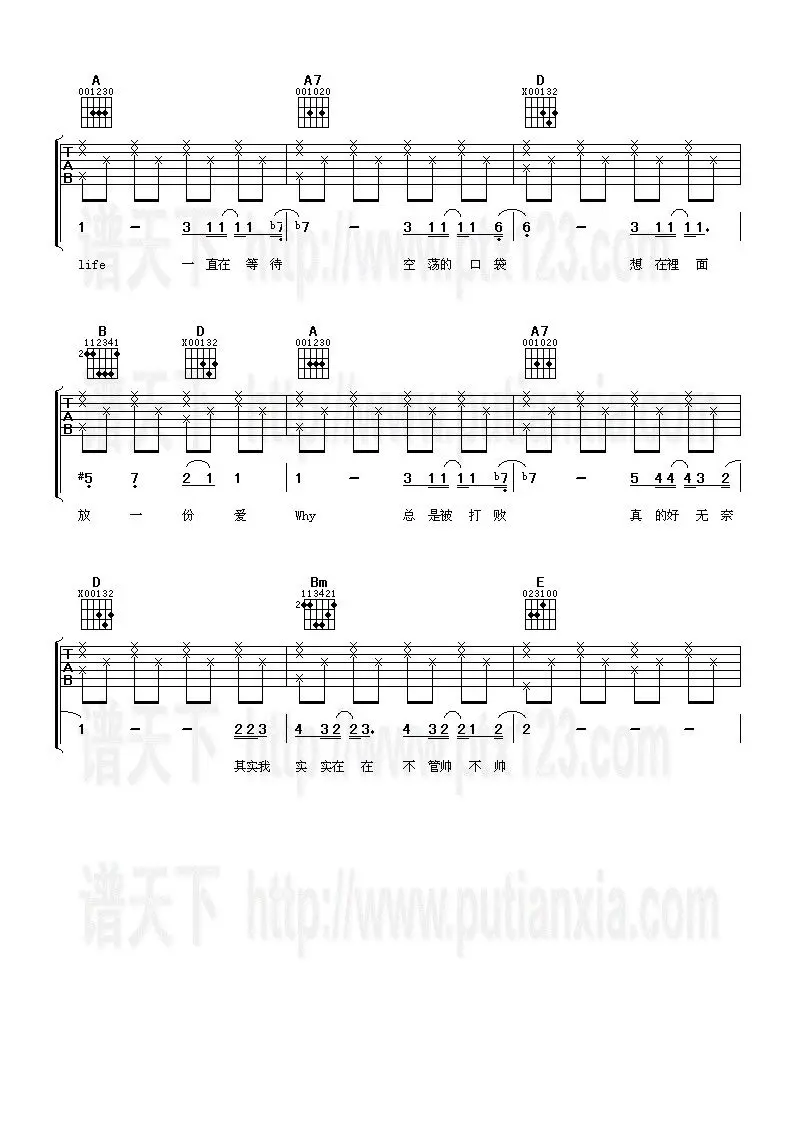 A A7 D
001230 001020 X00132
T
A
B
1 - 3 11 11 b7 b7 - 3 11 11 6 6 - 3 11 11.
life 一 直在 等 待 空 荡的 口 袋 想 在裡 面
B D A A7
112341 X00132 001230 001020
2
T
A
B
#5 7 2 1 1 1 - 3 11 11 b7 b7 - 5 44 43 2
放 一 份 爱 Why 总 是被 打 败 真 的好 无 奈
D Bm E
X00132 113421 023100
2
T
A
B
1 - - 223 4 32 23. 4 32 21 2 2 - - -
其实我 实 实在 在 不 管帅 不 帅
谱天下 http://www.putianxia.com